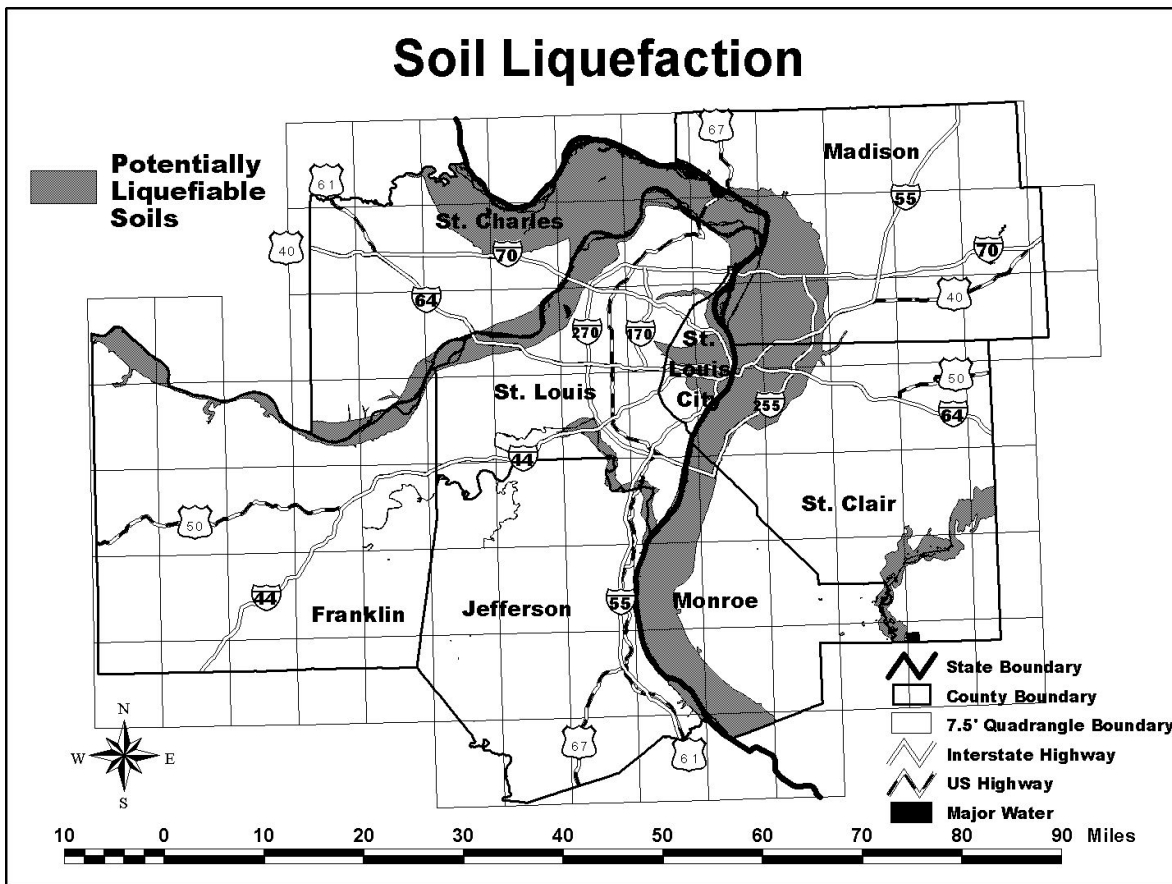 Soil Liquefaction
Potentially
Liquefiable
Soils
67
Madison
61
55
St. Charles
40
70
70
64
40
270
170
St.
Louis
City
St. Louis
50
255
64
44
St. Clair
50
44
Franklin
Jefferson
55
Monroe
State Boundary
County Boundary
7.5' Quadrangle Boundary
Interstate Highway
US Highway
Major Water
N
W
E
S
67
61
10 0 10 20 30 40 50 60 70 80 90 Miles